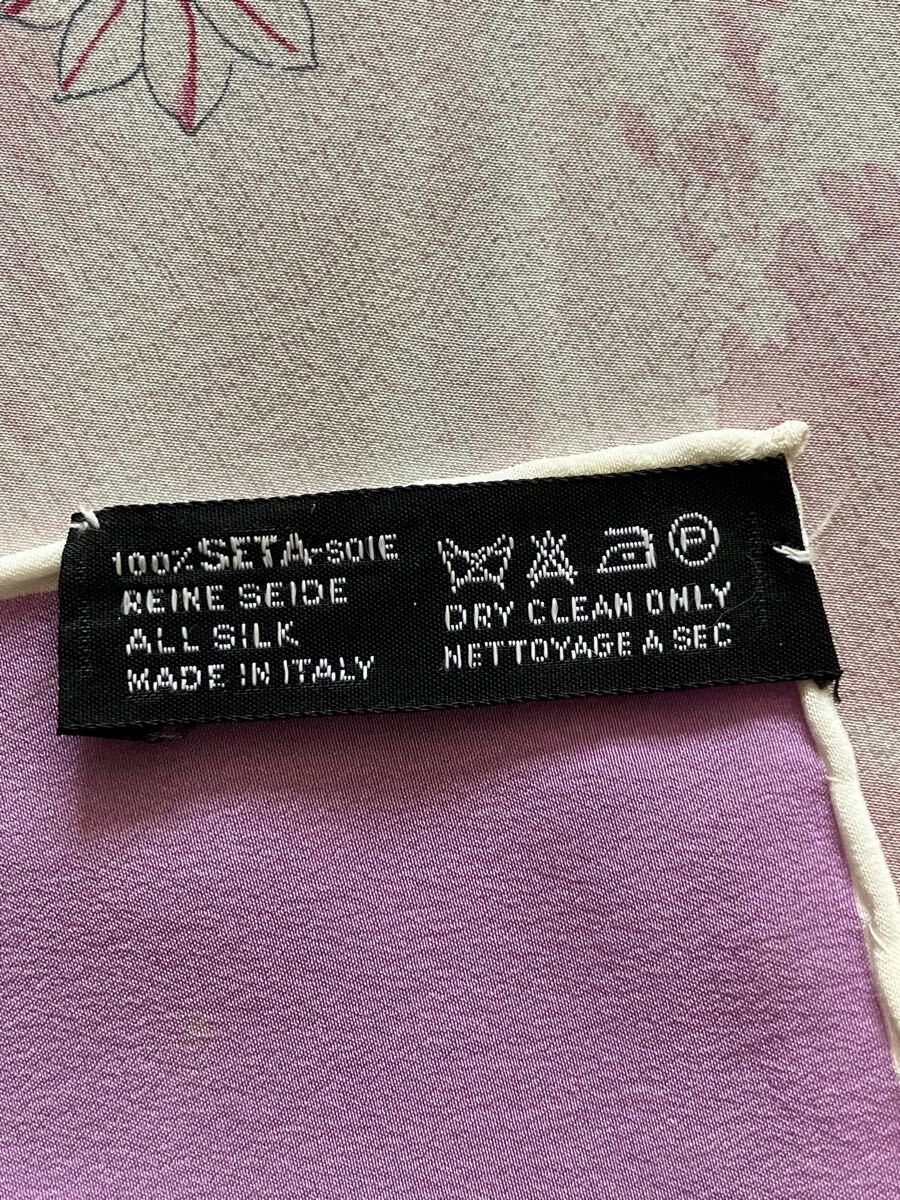 100% SETA-SOIE
REINE SEIDE
ALL SILK
MADE IN ITALY
P
DRY CLEAN ONLY
NETTOYAGE A SEC